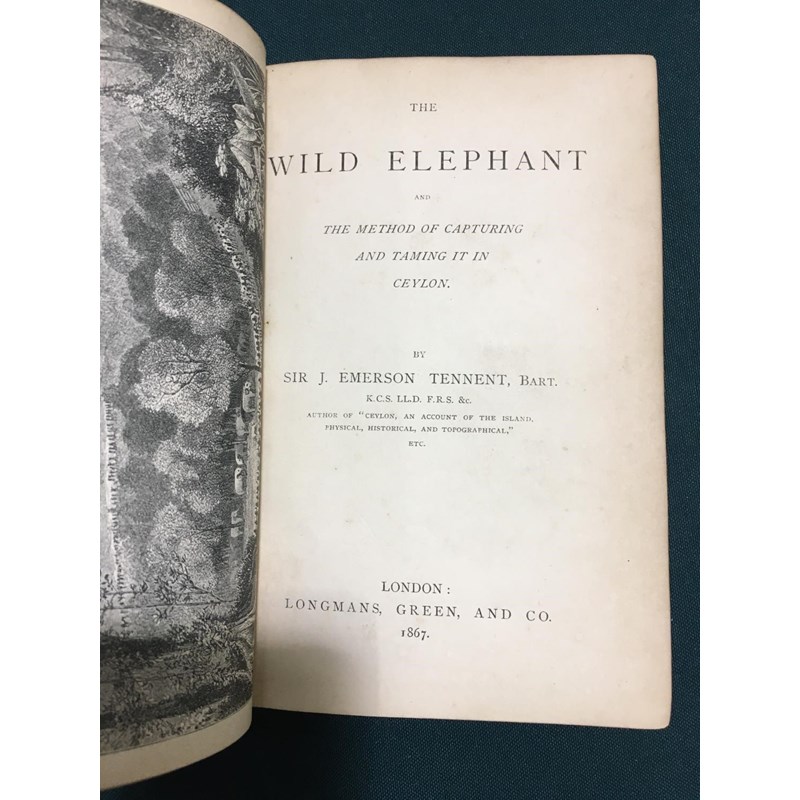 THE
WILD ELEPHANT
AND
THE METHOD OF CAPTURING
AND TAMING IT IN
CEYLON.
BY
SIR J. EMERSON TENNENT, BART.
K.C.S. LL.D. F.R.S. &c.
AUTHOR OF "CEYLON, AN ACCOUNT OF THE ISLAND,
PHYSICAL, HISTORICAL, AND TOPOGRAPHICAL,"
ETC.
LONDON:
LONGMANS, GREEN, AND CO.
1867.